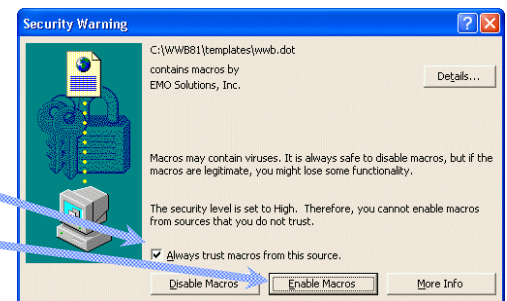 Security Warning
C:\WWB81\templates\wwb.dot
contains macros by
EMO Solutions, Inc.
Details...
Macros may contain viruses. It is always safe to disable macros, but if the
macros are legitimate, you might lose some functionality.
The security level is set to High. Therefore, you cannot enable macros
from sources that you do not trust.
Always trust macros from this source.
Disable Macros Enable Macros More Info